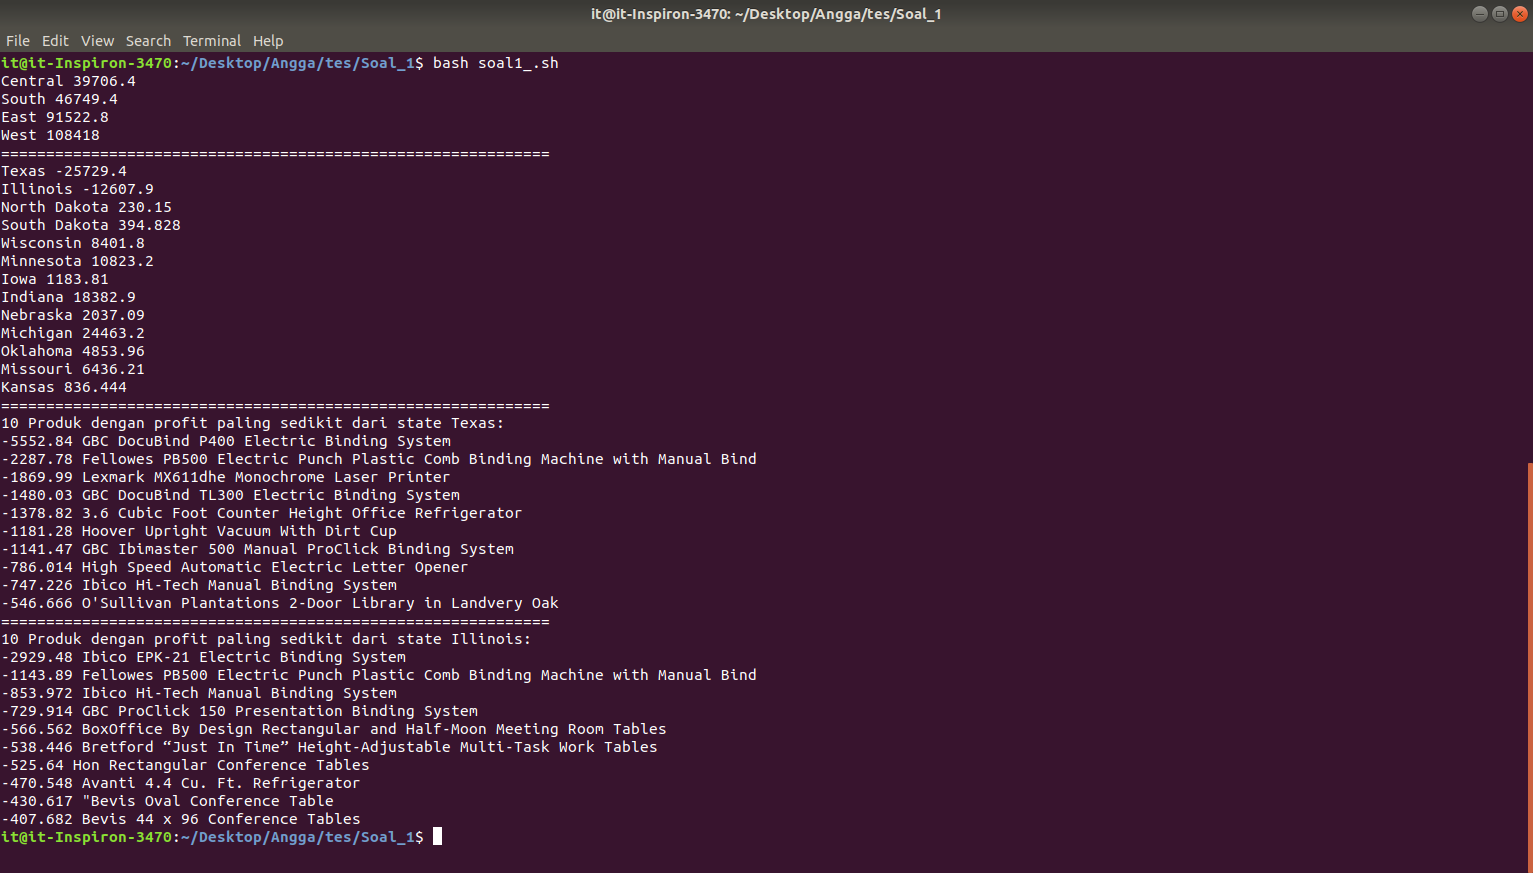 it@it-Inspiron-3470: ~/Desktop/Angga/tes/Soal_1
File Edit View Search Terminal Help
it@it-Inspiron-3470:~/Desktop/Angga/tes/Soal_1$ bash soal1_.sh
Central 39706.4
South 46749.4
East 91522.8
West 108418
=============================================================
Texas -25729.4
Illinois -12607.9
North Dakota 230.15
South Dakota 394.828
Wisconsin 8401.8
Minnesota 10823.2
Iowa 1183.81
Indiana 18382.9
Nebraska 2037.09
Michigan 24463.2
Oklahoma 4853.96
Missouri 6436.21
Kansas 836.444
=============================================================
10 Produk dengan profit paling sedikit dari state Texas:
-5552.84 GBC DocuBind P400 Electric Binding System
-2287.78 Fellowes PB500 Electric Punch Plastic Comb Binding Machine with Manual Bind
-1869.99 Lexmark MX611dhe Monochrome Laser Printer
-1480.03 GBC DocuBind TL300 Electric Binding System
-1378.82 3.6 Cubic Foot Counter Height Office Refrigerator
-1181.28 Hoover Upright Vacuum With Dirt Cup
-1141.47 GBC Ibimaster 500 Manual ProClick Binding System
-786.014 High Speed Automatic Electric Letter Opener
-747.226 Ibico Hi-Tech Manual Binding System
-546.666 O'Sullivan Plantations 2-Door Library in Landvery Oak
=============================================================
10 Produk dengan profit paling sedikit dari state Illinois:
-2929.48 Ibico EPK-21 Electric Binding System
-1143.89 Fellowes PB500 Electric Punch Plastic Comb Binding Machine with Manual Bind
-853.972 Ibico Hi-Tech Manual Binding System
-729.914 GBC ProClick 150 Presentation Binding System
-566.562 BoxOffice By Design Rectangular and Half-Moon Meeting Room Tables
-538.446 Bretford “Just In Time” Height-Adjustable Multi-Task Work Tables
-525.64 Hon Rectangular Conference Tables
-470.548 Avanti 4.4 Cu. Ft. Refrigerator
-430.617 "Bevis Oval Conference Table
-407.682 Bevis 44 x 96 Conference Tables
it@it-Inspiron-3470:~/Desktop/Angga/tes/Soal_1$